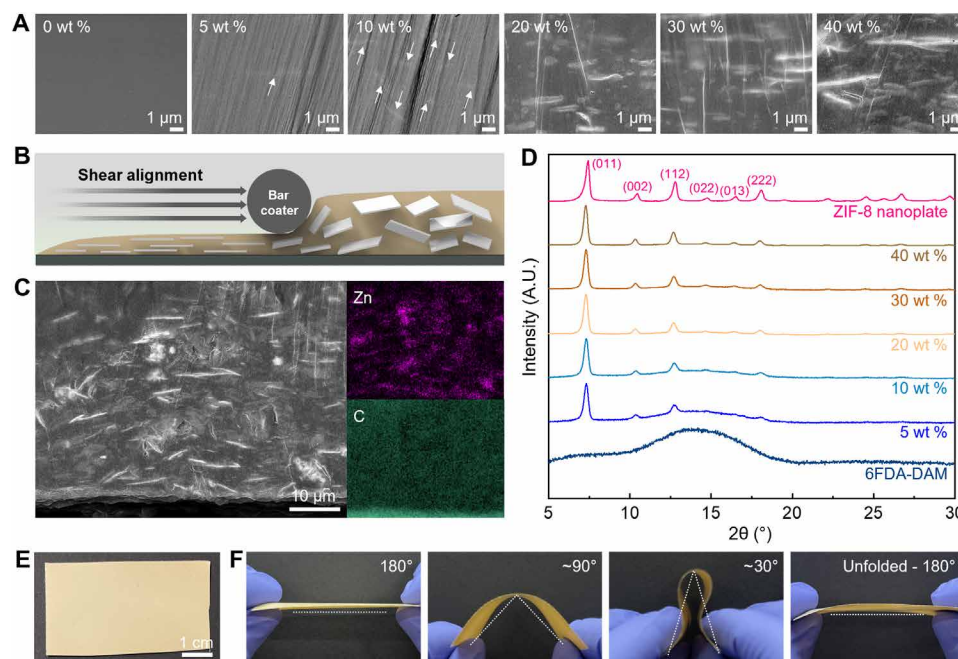 A
0 wt %
1 μm
5 wt %
1 μm
10 wt %
1 μm
20 wt %
1 μm
30 wt %
1 μm
40 wt %
1 μm
B
Shear alignment
Bar
coater
C
10 μm
Zn
C
D
Intensity (A.U.)
(011)
(002)
(112)
(022)
(013)
(222)
ZIF-8 nanoplate
40 wt %
30 wt %
20 wt %
10 wt %
5 wt %
6FDA-DAM
5 10 15 20 25 30
2θ (°)
E
1 cm
F
180°
~90°
~30°
Unfolded - 180°